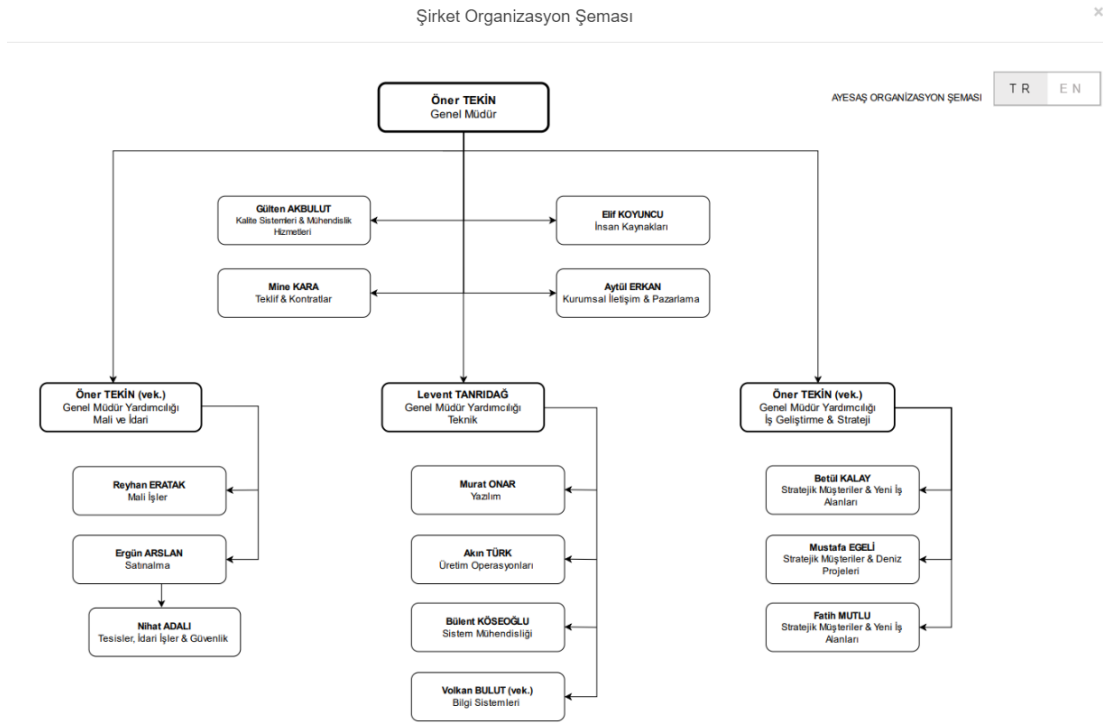 Şirket Organizasyon Şeması
×
AYESAŞ ORGANİZASYON ŞEMASI
TR
EN
Öner TEKİN
Genel Müdür
Gülten AKBULUT
Kalite Sistemleri & Mühendislik
Hizmetleri
Elif KOYUNCU
İnsan Kaynakları
Mine KARA
Teklif & Kontratlar
Aytül ERKAN
Kurumsal İletişim & Pazarlama
Öner TEKİN (vek.)
Genel Müdür Yardımcılığı
Mali ve İdari
Reyhan ERATAK
Mali İşler
Ergün ARSLAN
Satınalma
Nihat ADALI
Tesisler, İdari İşler & Güvenlik
Levent TANRIDAĞ
Genel Müdür Yardımcılığı
Teknik
Murat ONAR
Yazılım
Akın TÜRK
Üretim Operasyonları
Bülent KÖSEOĞLU
Sistem Mühendisliği
Volkan BULUT (vek.)
Bilgi Sistemleri
Öner TEKİN (vek.)
Genel Müdür Yardımcılığı
İş Geliştirme & Strateji
Betül KALAY
Stratejik Müşteriler & Yeni İş
Alanları
Mustafa EGELİ
Stratejik Müşteriler & Deniz
Projeleri
Fatih MUTLU
Stratejik Müşteriler & Yeni İş
Alanları